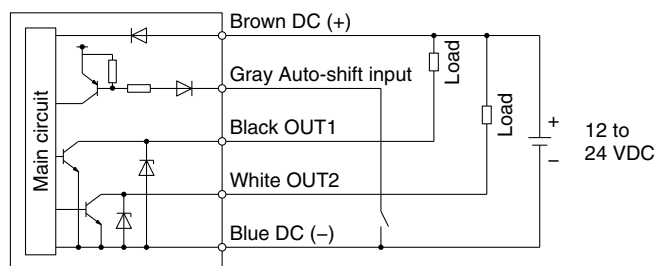 Brown DC (+)
Gray Auto-shift input
Black OUT1
White OUT2
Blue DC (−)
Main circuit
Load
Load
+
−
12 to
24 VDC